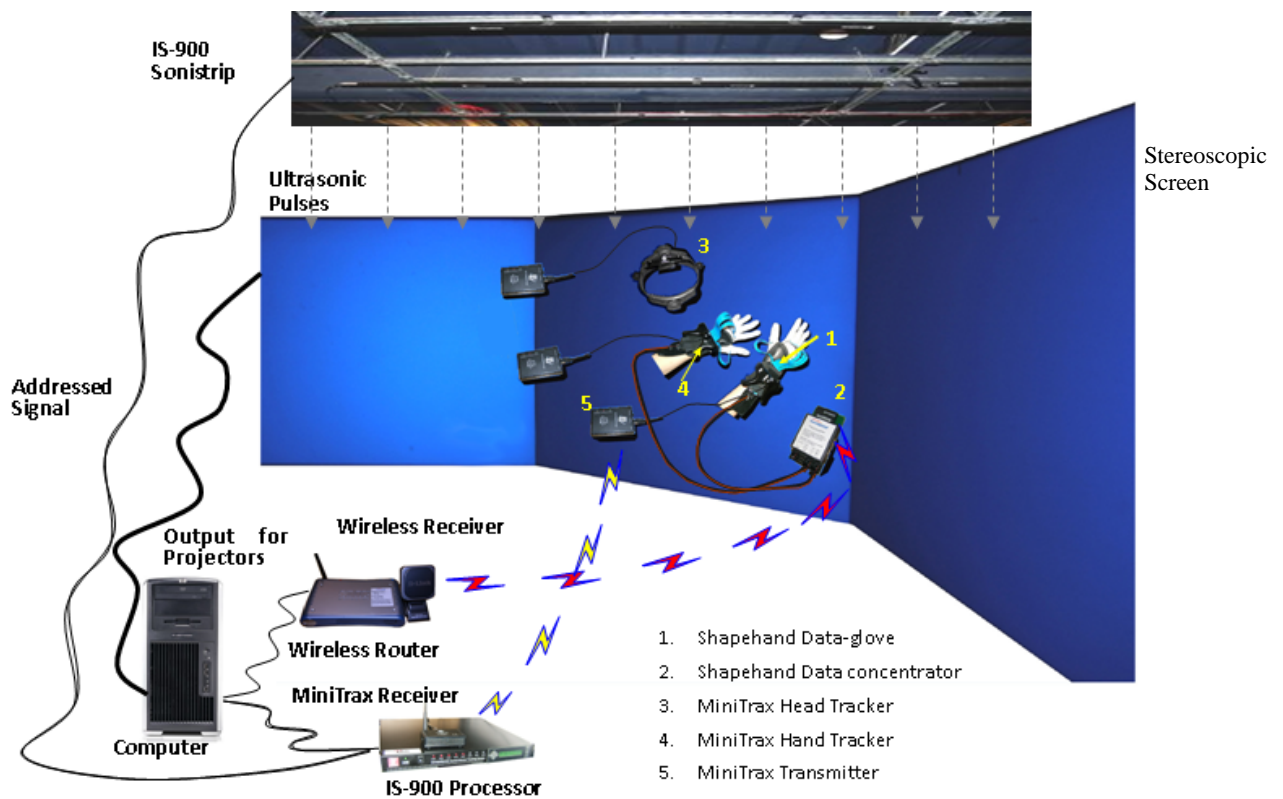 IS-900
Sonistrip
Stereoscopic
Screen
Ultrasonic
Pulses
3
1
4
2
5
Addressed
Signal
Output for
Projectors
Wireless Receiver
Wireless Router
MiniTrax Receiver
Computer
IS-900 Processor
1. Shapehand Data-glove
2. Shapehand Data concentrator
3. MiniTrax Head Tracker
4. MiniTrax Hand Tracker
5. MiniTrax Transmitter